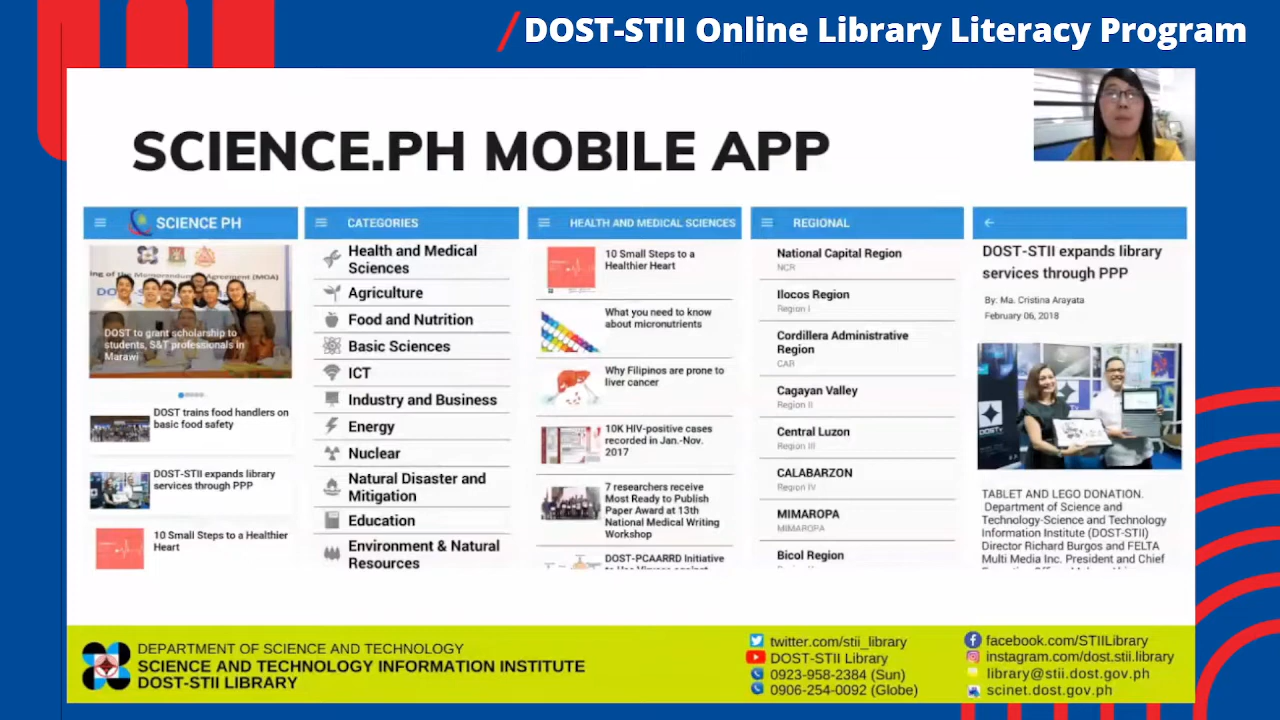 /DOST-STII Online Library Literacy Program
SCIENCE.PH MOBILE APP
SCIENCE PH
ing of the Memorandum Agreement (MOA)
DOST to grant scholarship to
students, S&T professionals in
Marawi
DOST trains food handlers on
basic food safety
DOST-STII expands library
services through PPP
10 Small Steps to a Healthier
Heart
CATEGORIES
Health and Medical
Sciences
Agriculture
Food and Nutrition
Basic Sciences
ICT
Industry and Business
Energy
Nuclear
Natural Disaster and
Mitigation
Education
Environment & Natural
Resources
HEALTH AND MEDICAL SCIENCES
10 Small Steps to a
Healthier Heart
What you need to know
about micronutrients
Why Filipinos are prone to
liver cancer
10K HIV-positive cases
recorded in Jan.-Nov.
2017
7 researchers receive
Most Ready to Publish
Paper Award at 13th
National Medical Writing
Workshop
DOST-PCAARRD Initiative
REGIONAL
National Capital Region
NCR
Ilocos Region
Region I
Cordillera Administrative
Region
CAR
Cagayan Valley
Region II
Central Luzon
Region III
CALABARZON
Region IV
MIMAROPA
MIMAROPA
Bicol Region
DOST-STII expands library
services through PPP
By: Ma. Cristina Arayata
February 06, 2018
TABLET AND LEGO DONATION.
Department of Science and
Technology-Science and Technology
Information Institute (DOST-STII)
Director Richard Burgos and FELTA
Multi Media Inc. President and Chief
DEPARTMENT OF SCIENCE AND TECHNOLOGY
SCIENCE AND TECHNOLOGY INFORMATION INSTITUTE
DOST-STII LIBRARY
twitter.com/stii_library
DOST-STII Library
0923-958-2384 (Sun)
0906-254-0092 (Globe)
facebook.com/STIILibrary
instagram.com/dost.stii.library
library@stii.dost.gov.ph
scinet.dost.gov.ph